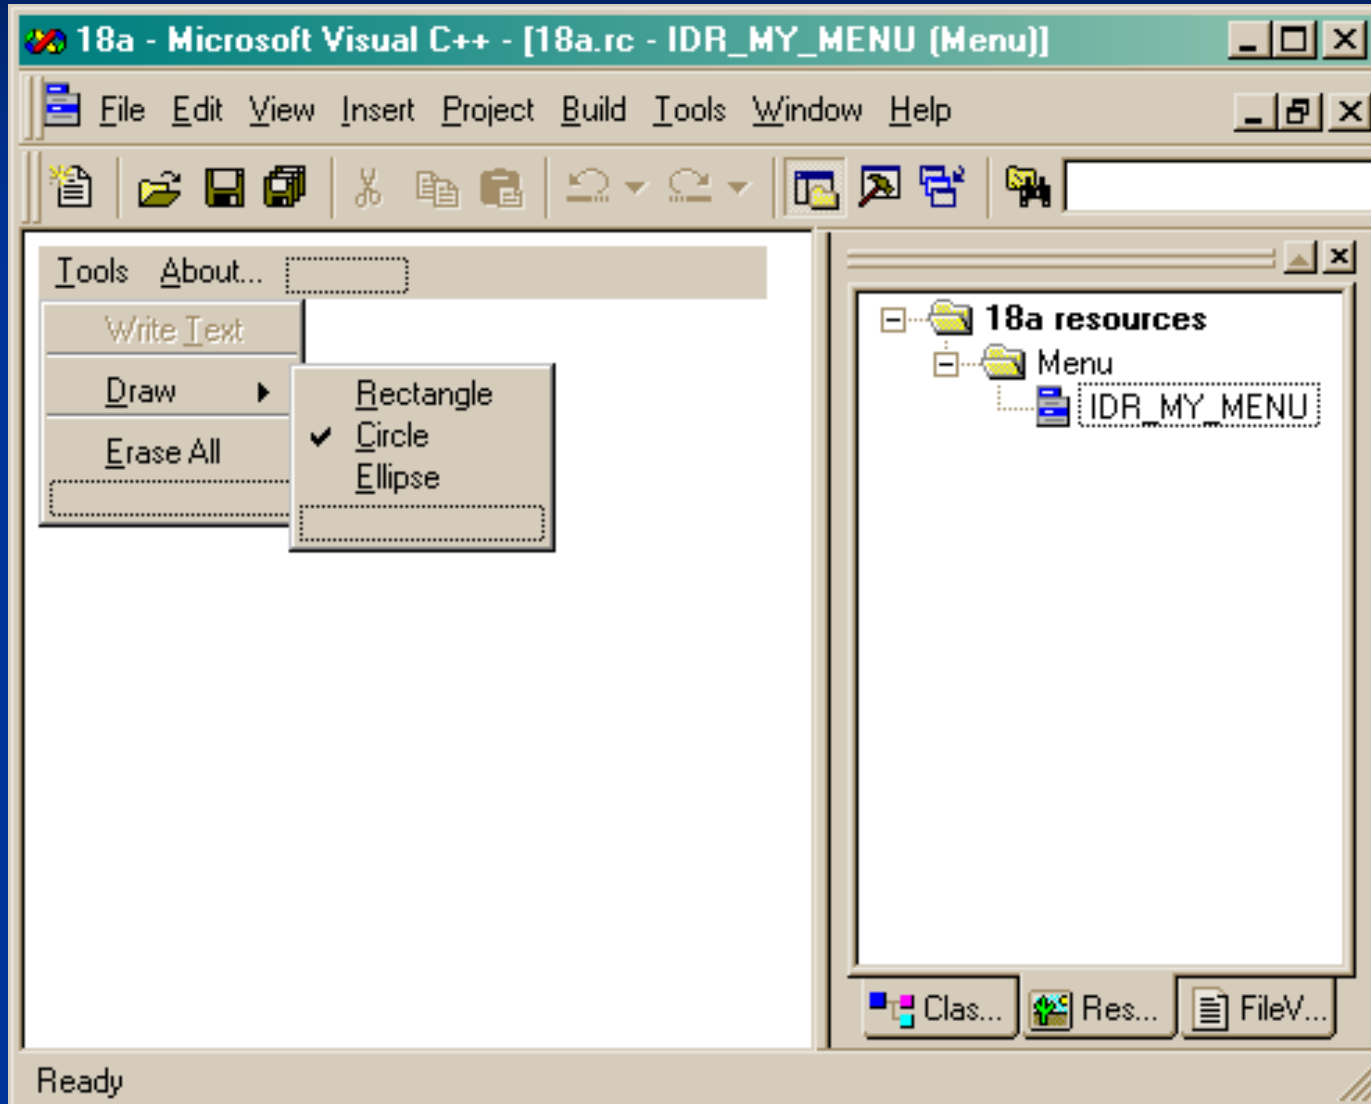 18a - Microsoft Visual C++ - [18a.rc - IDR_MY_MENU (Menu)]
File Edit View Insert Project Build Tools Window Help
Tools About...
Write Text
Draw
Erase All
Rectangle
Circle
Ellipse
18a resources
Menu
IDR_MY_MENU
Clas... Res... FileV...
Ready